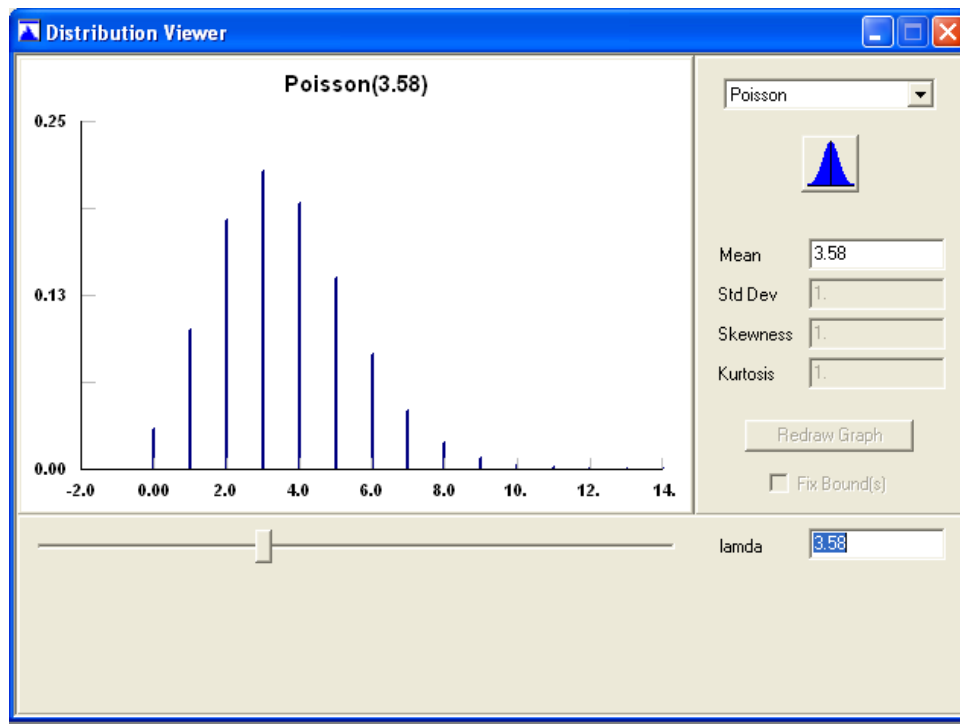 Distribution Viewer
Poisson(3.58)
0.25
0.13
0.00
-2.0 0.00 2.0 4.0 6.0 8.0 10. 12. 14.
Poisson
Mean 3.58
Std Dev 1.
Skewness 1.
Kurtosis 1.
Redraw Graph
Fix Bound(s)
lamda 3.58